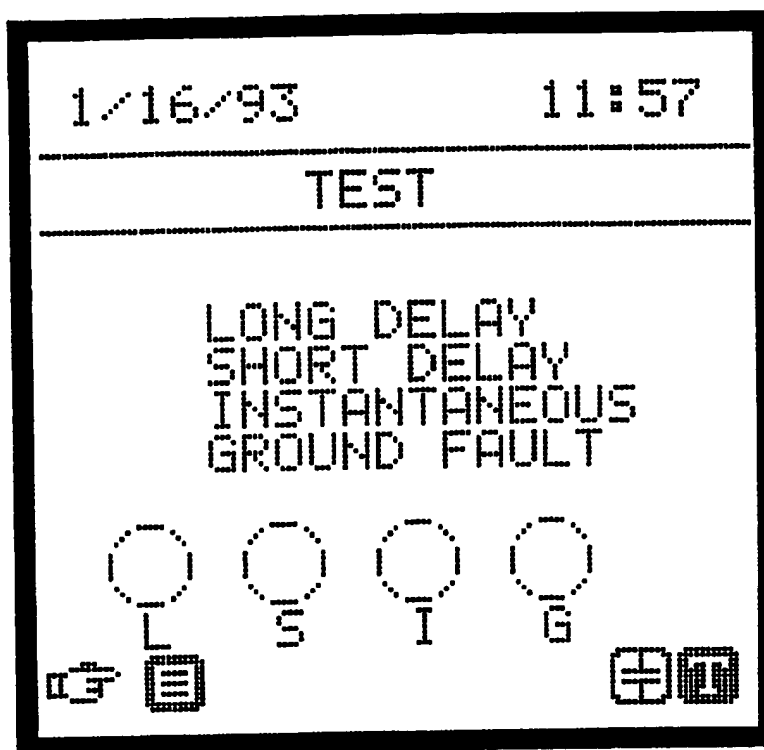 1/16/93 11:57
TEST
LONG DELAY
SHORT DELAY
INSTANTANEOUS
GROUND FAULT
L S I G
T